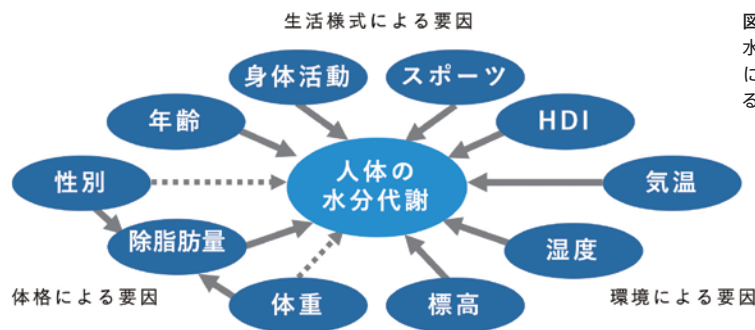 生活様式による要因
図
水
に
る
身体活動
スポーツ
年齢
HDI
人体の
水分代謝
性別
気温
除脂肪量
湿度
体重
標高
体格による要因
環境による要因